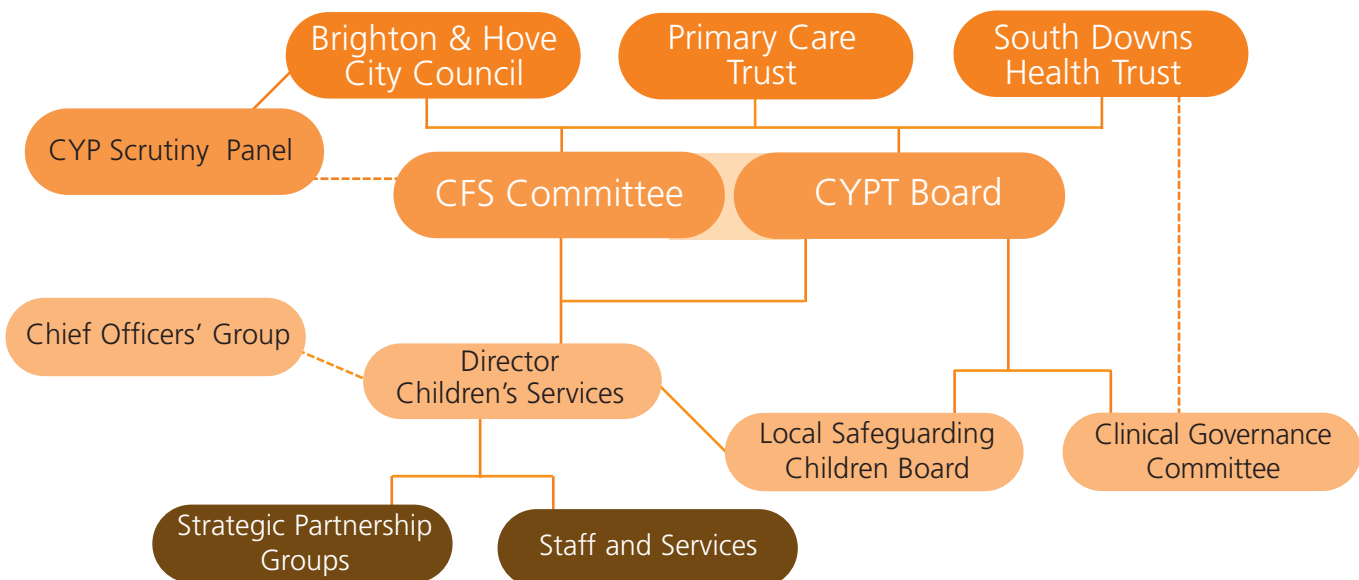 Brighton & Hove
City Council
Primary Care
Trust
South Downs
Health Trust
CYP Scrutiny Panel
CFS Committee
CYPT Board
Chief Officers’ Group
Director
Children’s Services
Local Safeguarding
Children Board
Clinical Governance
Committee
Strategic Partnership
Groups
Staff and Services